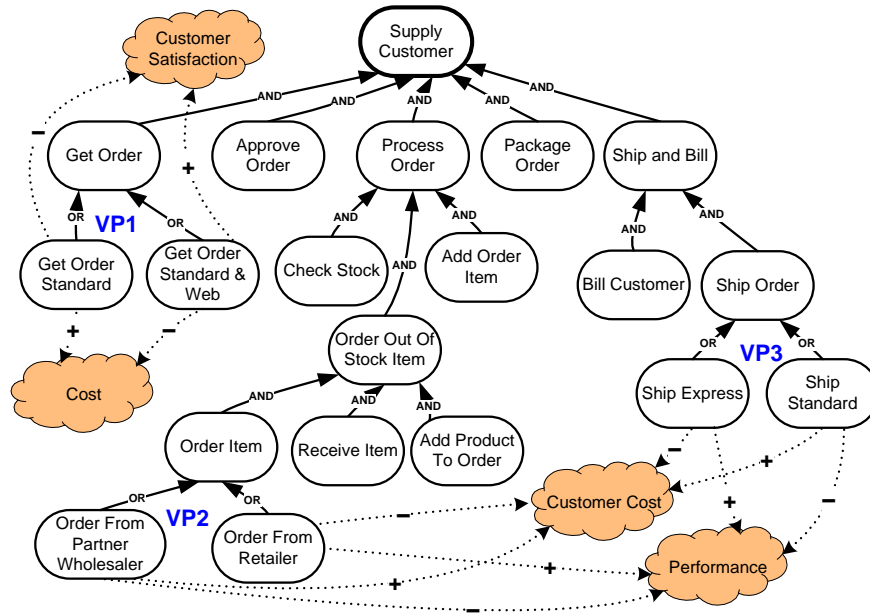 Customer
Satisfaction
Supply
Customer
AND
AND
AND
AND
AND
−
+
Get Order
Approve
Order
Process
Order
Package
Order
Ship and Bill
OR
VP1
OR
AND
AND
AND
AND
AND
Get Order
Standard
Get Order
Standard &
Web
Check Stock
Add Order
Item
Bill Customer
Ship Order
+
−
Cost
Order Out Of
Stock Item
OR
VP3
OR
AND
AND
AND
Ship Express
Ship
Standard
Order Item
Receive Item
Add Product
To Order
−
+
+
−
OR
VP2
OR
Customer Cost
Order From
Partner
Wholesaler
Order From
Retailer
−
+
+
−
Performance